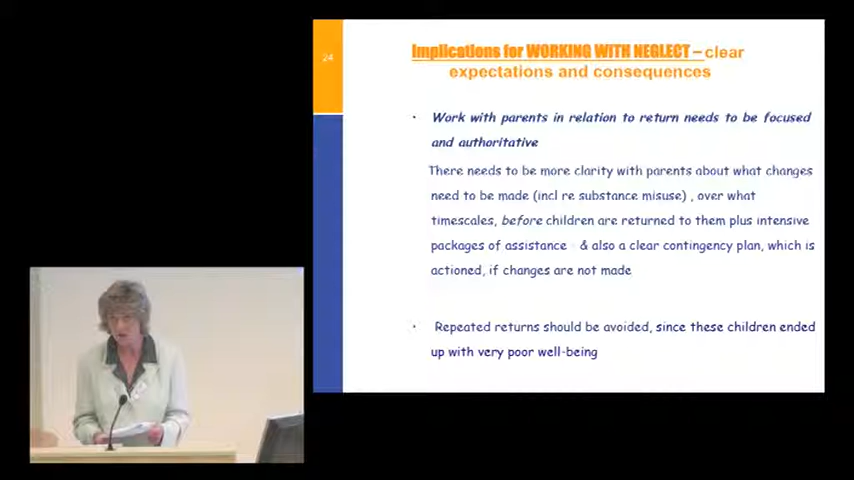 24
Implications for WORKING WITH NEGLECT – clear
expectations and consequences
• Work with parents in relation to return needs to be focused
and authoritative
There needs to be more clarity with parents about what changes
need to be made (incl re substance misuse) , over what
timescales, before children are returned to them plus intensive
packages of assistance & also a clear contingency plan, which is
actioned, if changes are not made
• Repeated returns should be avoided, since these children ended
up with very poor well-being